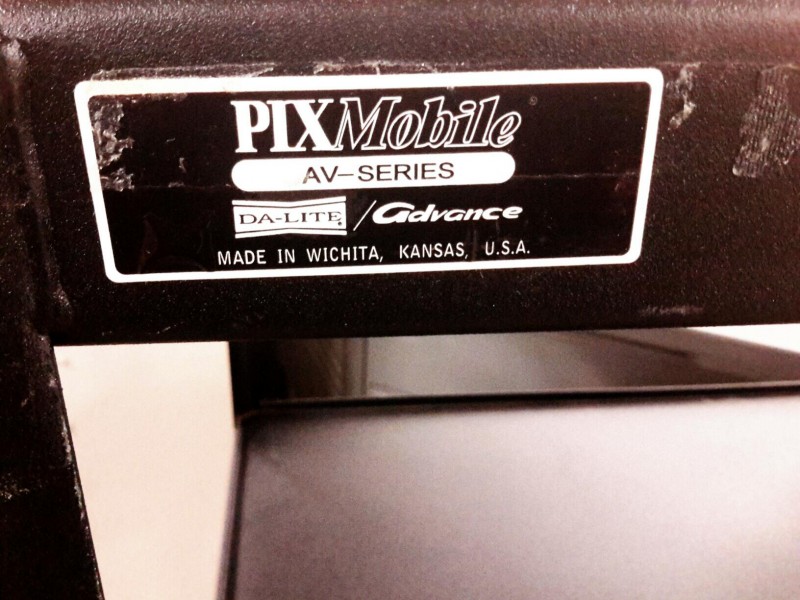 PIXMobile
AV-SERIES
DA-LITE / Advance
MADE IN WICHITA, KANSAS, U.S.A.